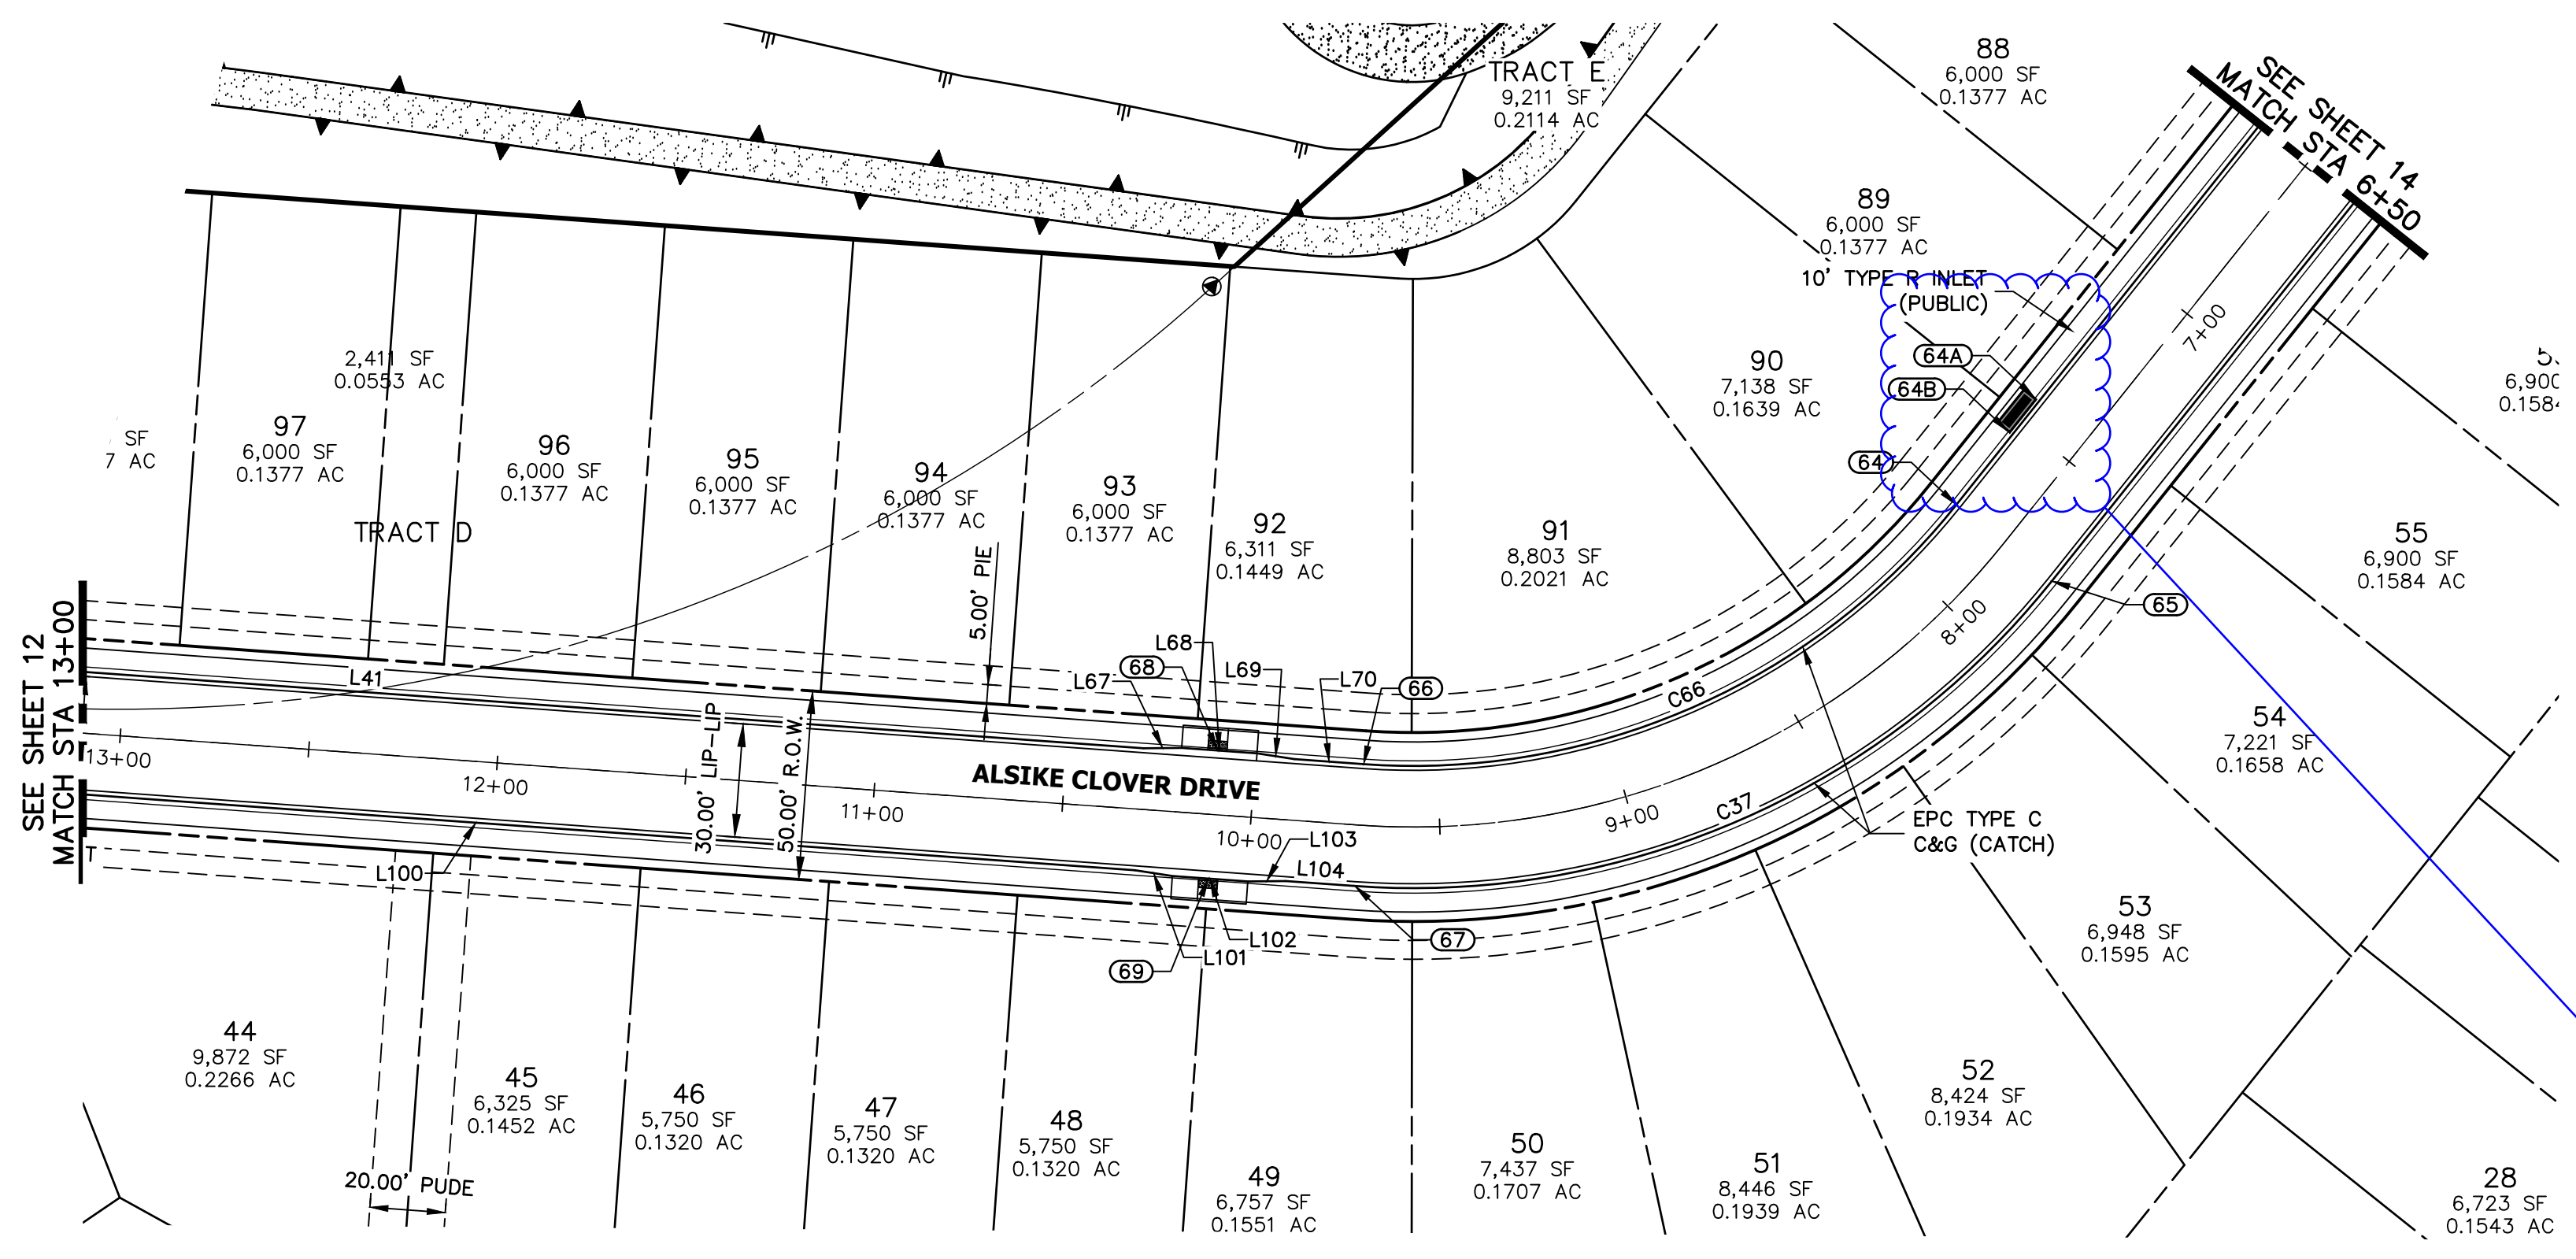 88
6,000 SF
0.1377 AC
SEE SHEET 14
MATCH STA 6+50
TRACT E
9,211 SF
0.2114 AC
89
6,000 SF
0.1377 AC
10' TYPE R INLET
(PUBLIC)
64A
64B
64
7+00
90
7,138 SF
0.1639 AC
6,900
2,411 SF
0.0553 AC
SF
7 AC
97
6,000 SF
0.1377 AC
96
6,000 SF
0.1377 AC
95
6,000 SF
0.1377 AC
94
6,000 SF
0.1377 AC
93
6,000 SF
0.1377 AC
92
6,311 SF
0.1449 AC
91
8,803 SF
0.2021 AC
55
6,900 SF
0.1584 AC
TRACT D
5.00' PIE
65
8+00
SEE SHEET 12
MATCH STA 13+00
L41
L67
68
L68
L69
L70
66
C66
54
7,221 SF
0.1658 AC
13+00
12+00
30.00' LIP-LIP
50.00' R.O.W.
11+00
ALSIKE CLOVER DRIVE
10+00
9+00
C37
EPC TYPE C
C&G (CATCH)
L100
T
L103
L104
L102
L101
69
67
53
6,948 SF
0.1595 AC
44
9,872 SF
0.2266 AC
45
6,325 SF
0.1452 AC
46
5,750 SF
0.1320 AC
47
5,750 SF
0.1320 AC
48
5,750 SF
0.1320 AC
49
6,757 SF
0.1551 AC
50
7,437 SF
0.1707 AC
51
8,446 SF
0.1939 AC
52
8,424 SF
0.1934 AC
28
6,723 SF
0.1543 AC
20.00' PUDE